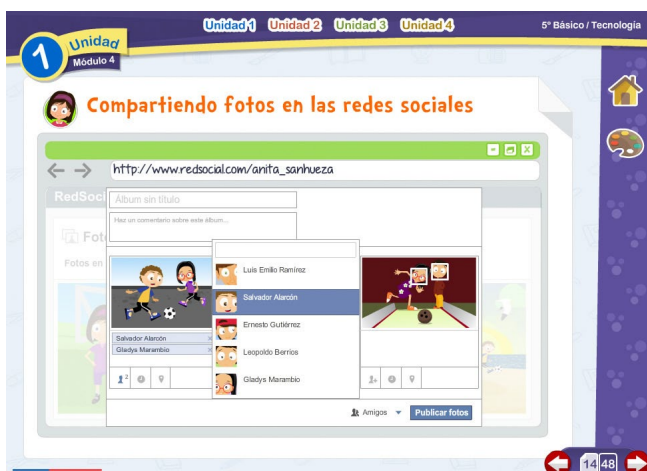 Unidad 1 Unidad 2 Unidad 3 Unidad 4
5° Básico / Tecnología
1
Unidad
Módulo 4
Compartiendo fotos en las redes sociales
- X
http://www.redsocial.com/anita_sanhueza
RedSoci
Álbum sin título
Haz un comentario sobre este álbum...
Fot
Fotos en
Luis Emilio Ramírez
Salvador Alarcón
Ernesto Gutiérrez
Leopoldo Berríos
Gladys Marambio
Salvador Alarcón ×
Gladys Marambio ×
2
Amigos
Publicar fotos
14 48